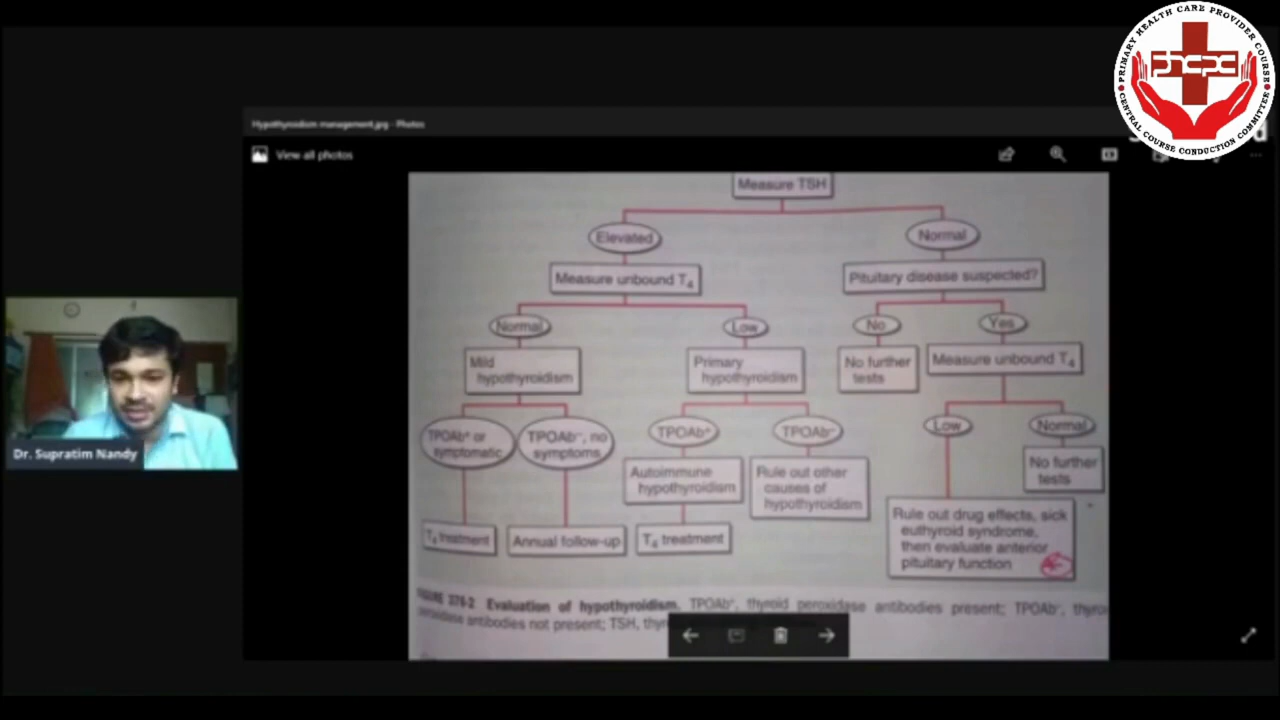 PRIMARY HEALTH CARE PROVIDER COURSE
phcpc
CENTRAL COURSE CONDUCTION COMMITTEE
Hypothyroidism management.jpg - Photos
View all photos
Measure TSH
Elevated
Normal
Measure unbound T₄
Pituitary disease suspected?
Normal
Low
No
Yes
Mild
hypothyroidism
Primary
hypothyroidism
No further
tests
Measure unbound T₄
TPOAb⁺ or
symptomatic
TPOAb⁻, no
symptoms
TPOAb⁺
TPOAb⁻
Low
Normal
Autoimmune
hypothyroidism
Rule out other
causes of
hypothyroidism
No further
tests
T₄ treatment
Annual follow-up
T₄ treatment
Rule out drug effects, sick
euthyroid syndrome,
then evaluate anterior
pituitary function
Evaluation of hypothyroidism. TPOAb⁺, thyroid peroxidase antibodies present; TPOAb⁻,
antibodies not present; TSH,
Dr. Supratim Nandy